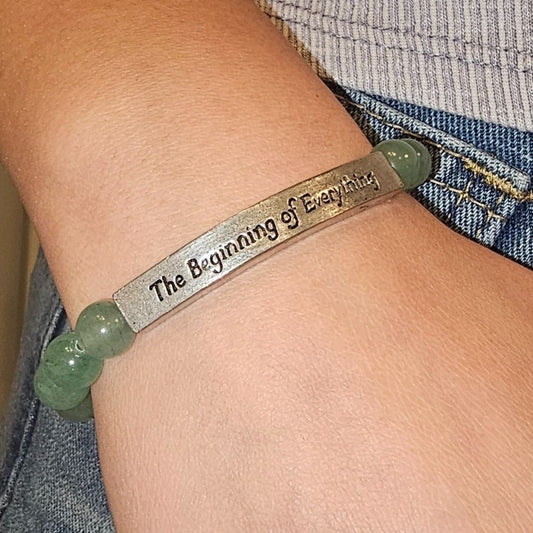 The Beginning of Everything